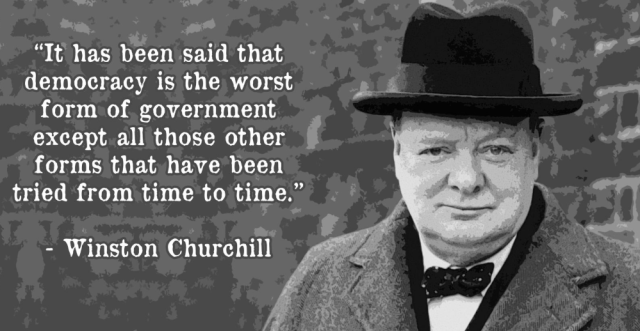 “It has been said that
democracy is the worst
form of government
except all those other
forms that have been
tried from time to time.”
- Winston Churchill